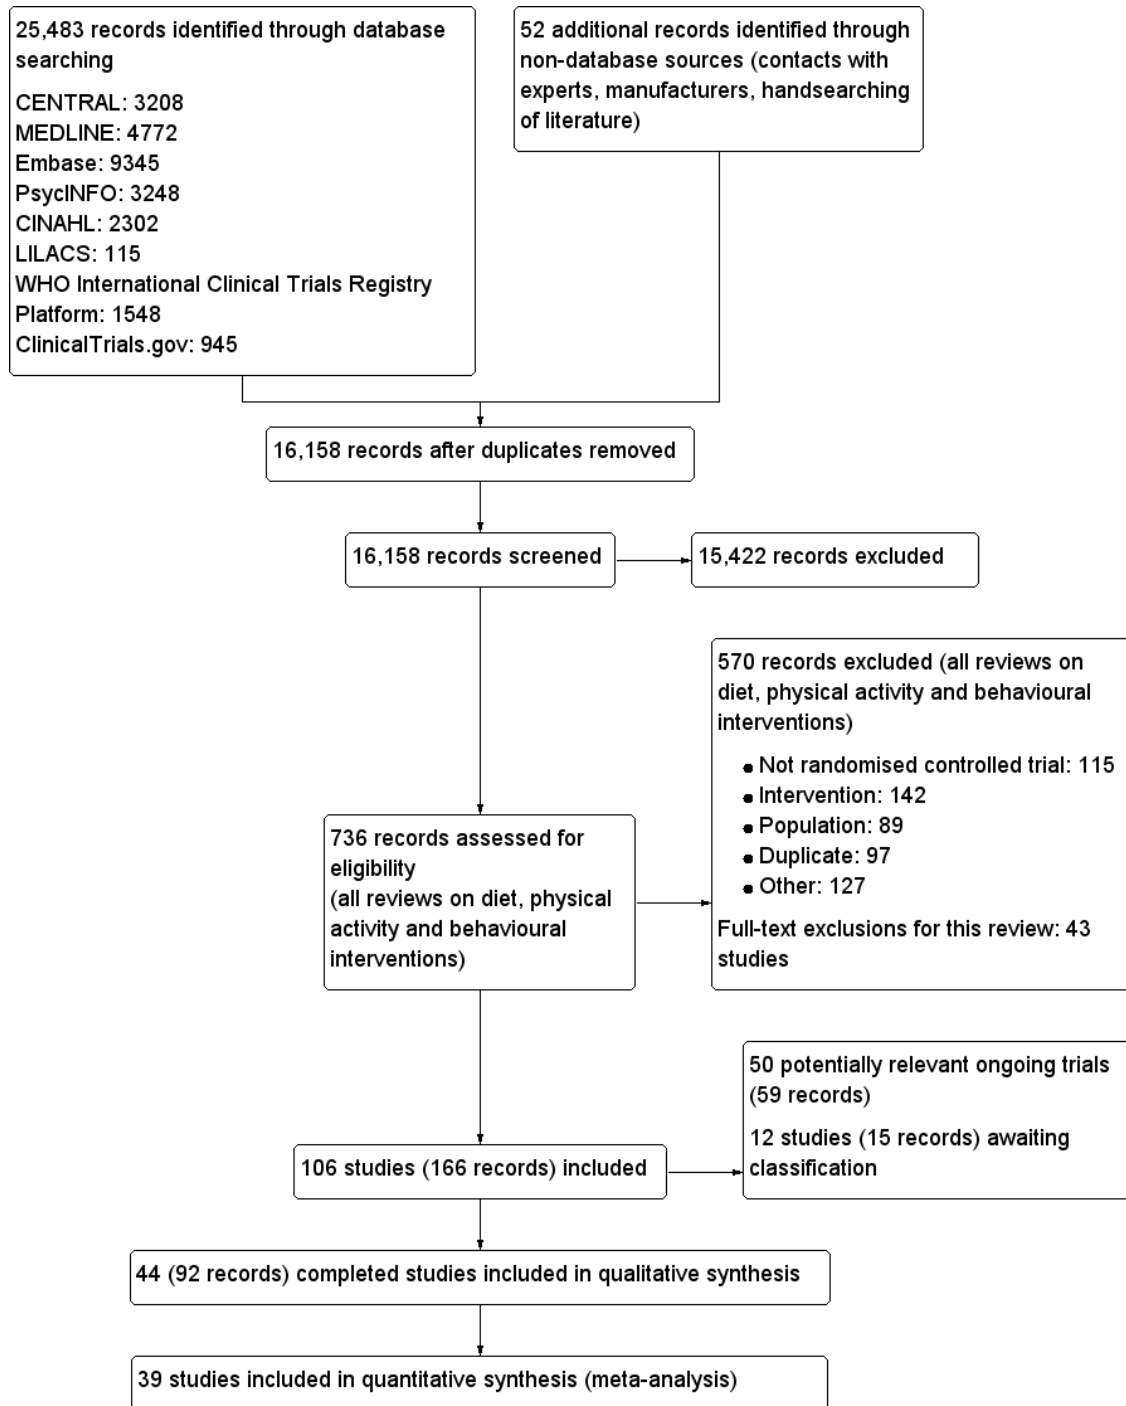 25,483 records identified through database
searching
CENTRAL: 3208
MEDLINE: 4772
Embase: 9345
PsycINFO: 3248
CINAHL: 2302
LILACS: 115
WHO International Clinical Trials Registry
Platform: 1548
ClinicalTrials.gov: 945
52 additional records identified through
non-database sources (contacts with
experts, manufacturers, handsearching
of literature)
16,158 records after duplicates removed
16,158 records screened
15,422 records excluded
570 records excluded (all reviews on
diet, physical activity and behavioural
interventions)
• Not randomised controlled trial: 115
• Intervention: 142
• Population: 89
• Duplicate: 97
• Other: 127
Full-text exclusions for this review: 43
studies
736 records assessed for
eligibility
(all reviews on diet, physical
activity and behavioural
interventions)
50 potentially relevant ongoing trials
(59 records)
12 studies (15 records) awaiting
classification
106 studies (166 records) included
44 (92 records) completed studies included in qualitative synthesis
39 studies included in quantitative synthesis (meta-analysis)